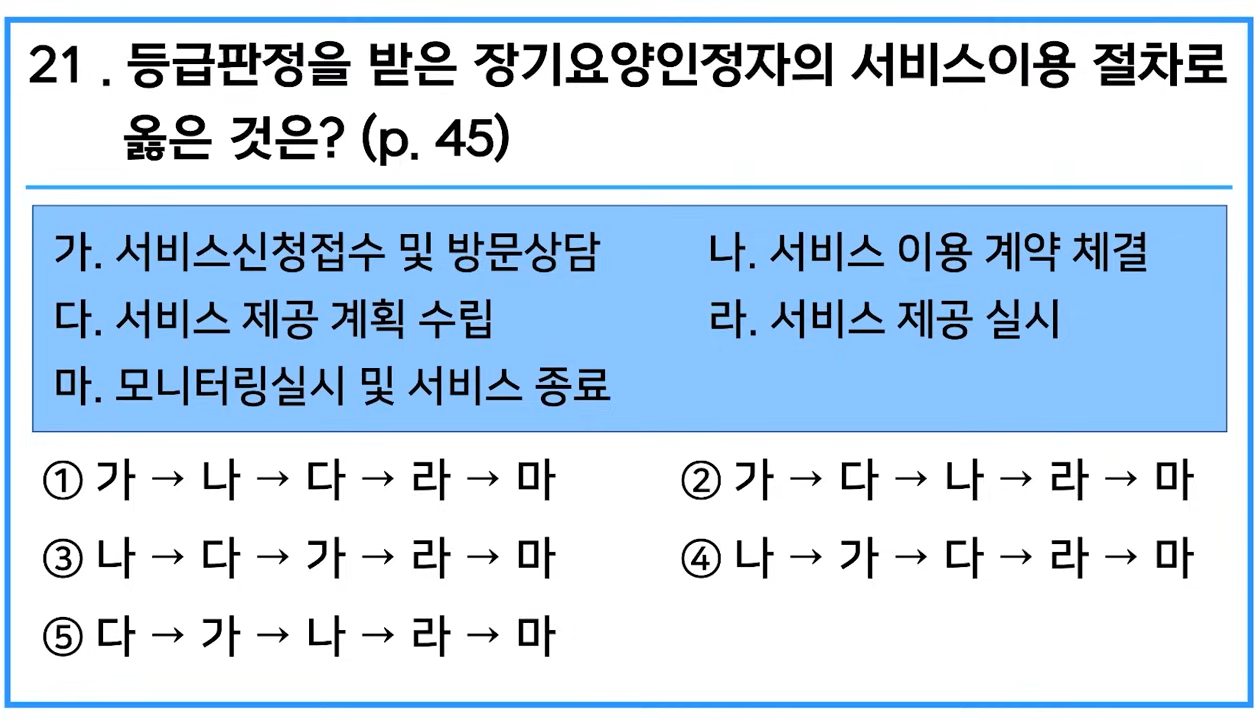 21 . 등급판정을 받은 장기요양인정자의 서비스이용 절차로
옳은 것은? (p. 45)
가. 서비스신청접수 및 방문상담 나. 서비스 이용 계약 체결
다. 서비스 제공 계획 수립 라. 서비스 제공 실시
마. 모니터링실시 및 서비스 종료
① 가 → 나 → 다 → 라 → 마 ② 가 → 다 → 나 → 라 → 마
③ 나 → 다 → 가 → 라 → 마 ④ 나 → 가 → 다 → 라 → 마
⑤ 다 → 가 → 나 → 라 → 마